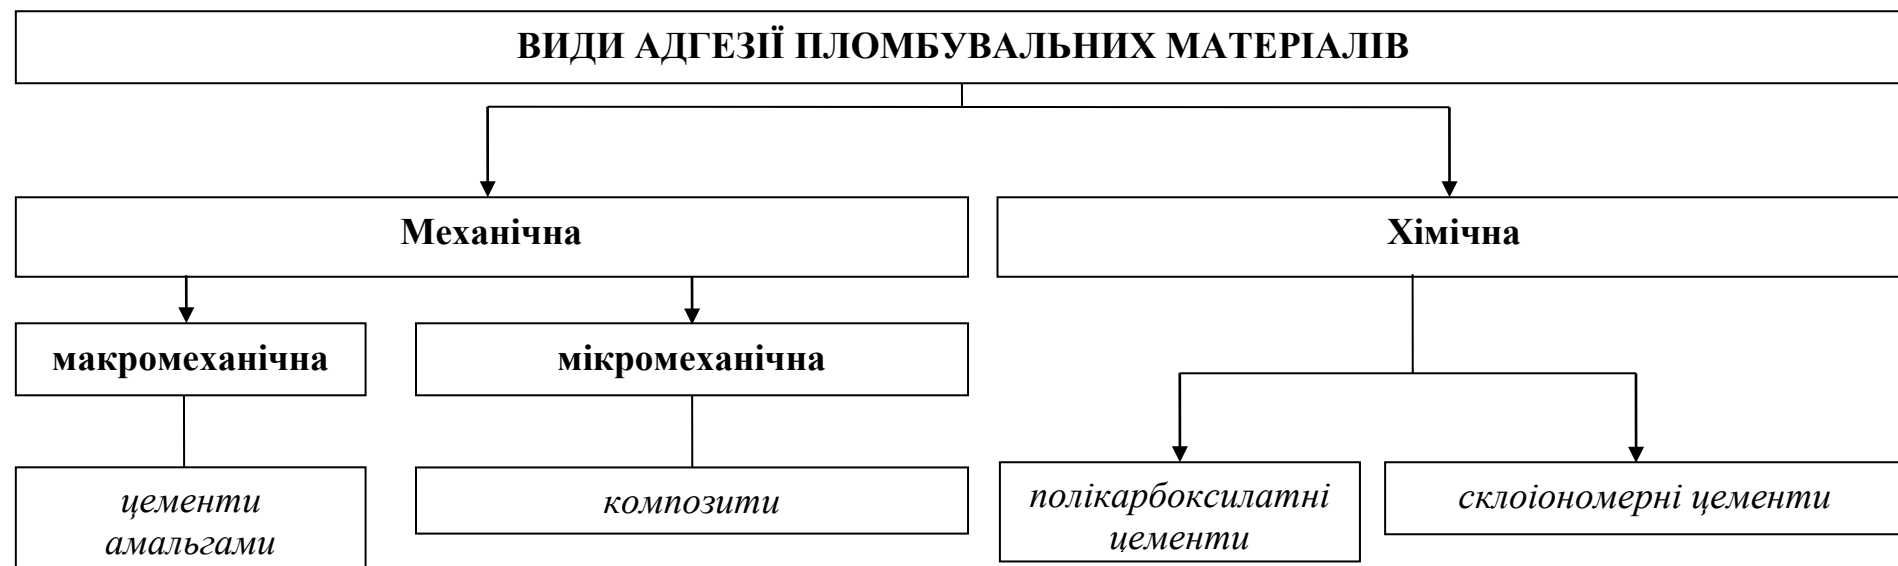 ВИДИ АДГЕЗІЇ ПЛОМБУВАЛЬНИХ МАТЕРІАЛІВ
Механічна
Хімічна
макромеханічна
мікромеханічна
цементи
амальгами
композити
полікарбоксилатні
цементи
склоіономерні цементи